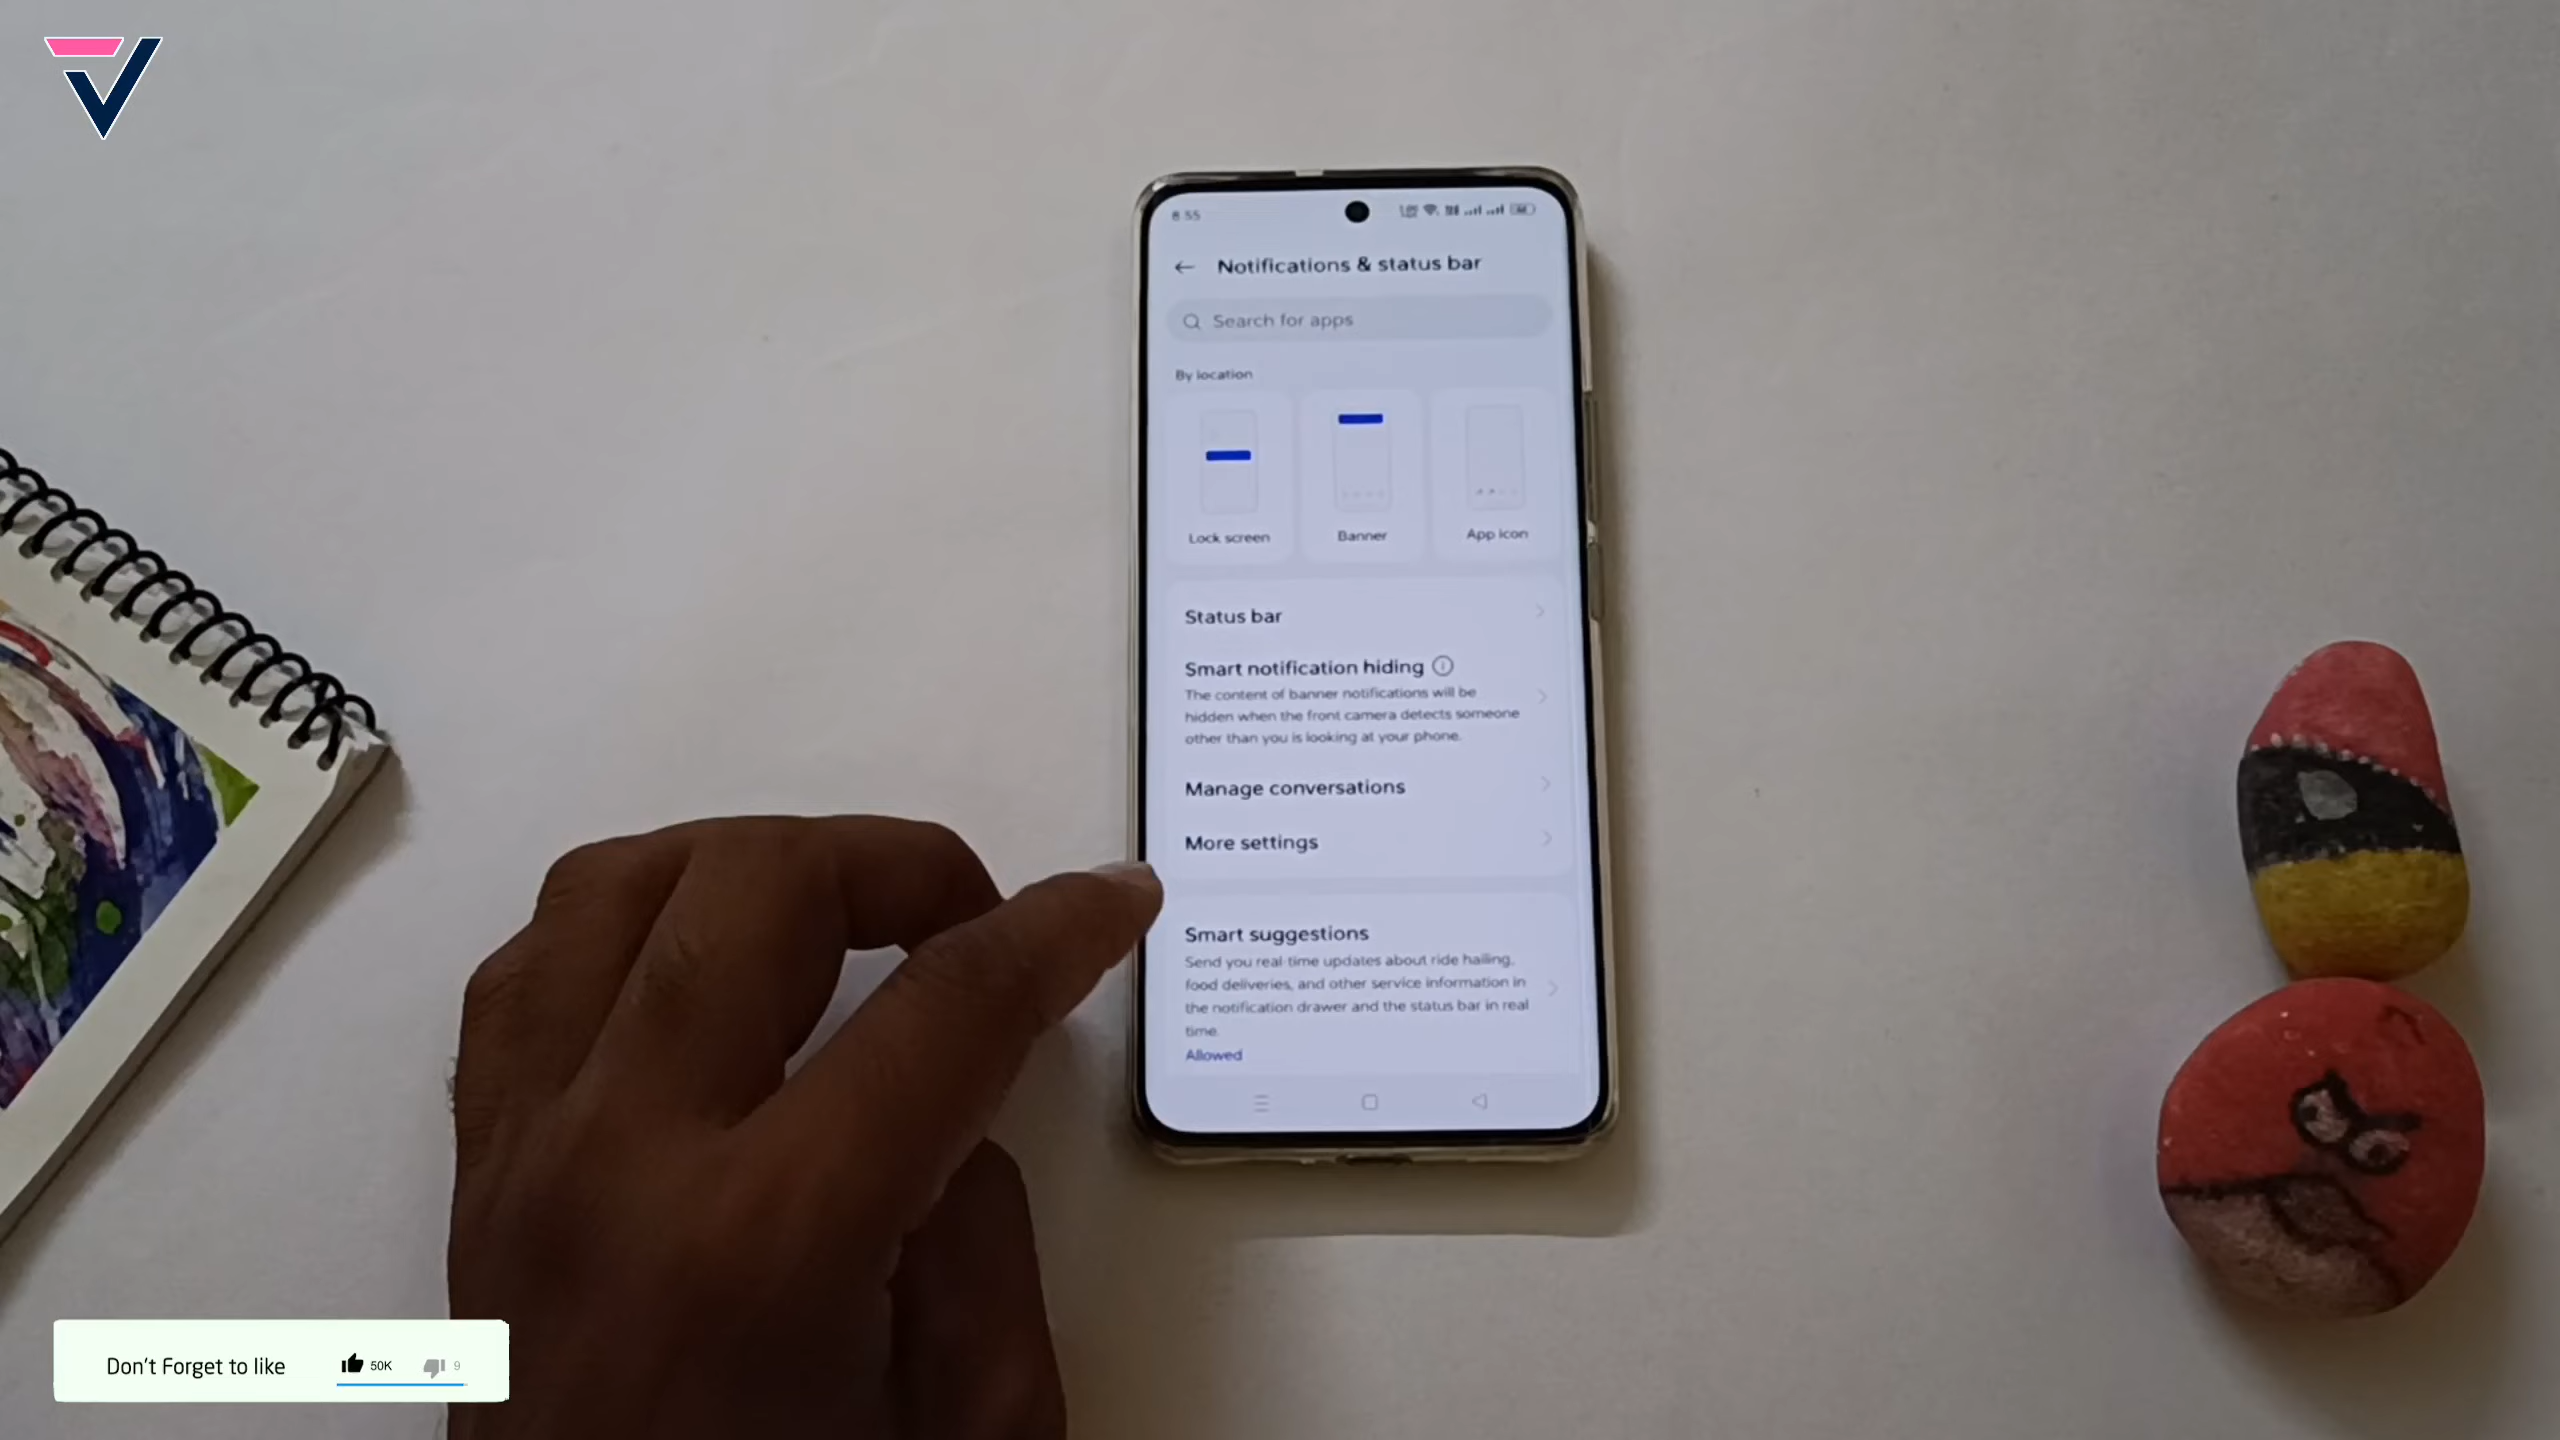 8:55
Notifications & status bar
Search for apps
By location
Lock screen
Banner
App icon
Status bar
Smart notification hiding
The content of banner notifications will be
hidden when the front camera detects someone
other than you is looking at your phone.
Manage conversations
More settings
Smart suggestions
Send you real-time updates about ride hailing,
food deliveries, and other service information in
the notification drawer and the status bar in real
time.
Allowed
Don't Forget to like
50K
9